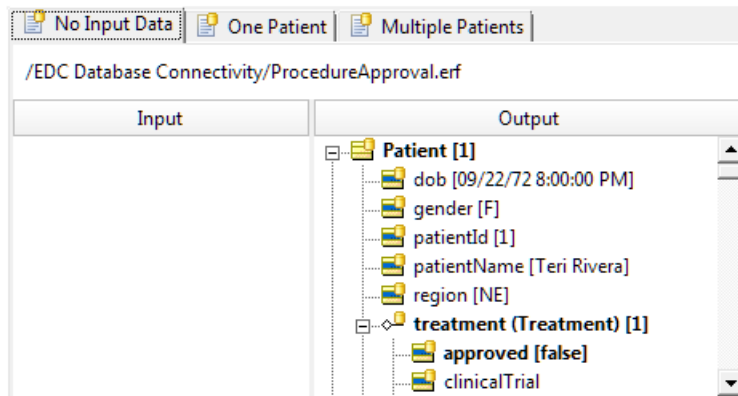 No Input Data One Patient Multiple Patients
/EDC Database Connectivity/ProcedureApproval.erf
Input Output
Patient [1]
dob [09/22/72 8:00:00 PM]
gender [F]
patientId [1]
patientName [Teri Rivera]
region [NE]
treatment (Treatment) [1]
approved [false]
clinicalTrial